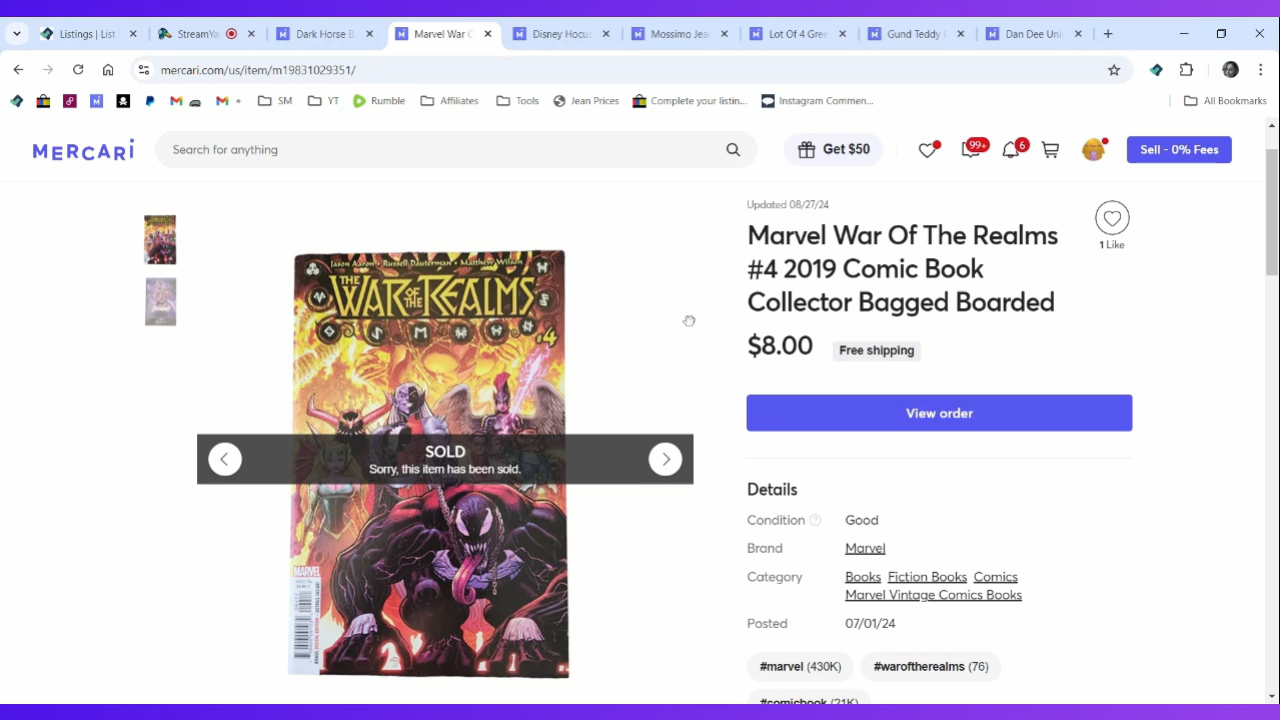 Listings | List
StreamYa
Dark Horse B
Marvel War O
Disney Hocus
Mossimo Jea
Lot Of 4 Gree
Gund Teddy
Dan Dee Uni
mercari.com/us/item/m19831029351/
SM
YT
Rumble
Affiliates
Tools
Jean Prices
Complete your listin...
Instagram Commen...
All Bookmarks
MERCARI
Search for anything
Get $50
99+
6
Sell - 0% Fees
Updated 08/27/24
Marvel War Of The Realms
#4 2019 Comic Book
Collector Bagged Boarded
1 Like
$8.00 Free shipping
View order
Jason Aaron · Russell Dauterman · Matthew Wilson
THE WAR OF THE REALMS
#4
MARVEL
SOLD
Sorry, this item has been sold.
Details
Condition Good
Brand Marvel
Category Books Fiction Books Comics
Marvel Vintage Comics Books
Posted 07/01/24
#marvel (430K) #waroftherealms (76)
#comicbook (21K)